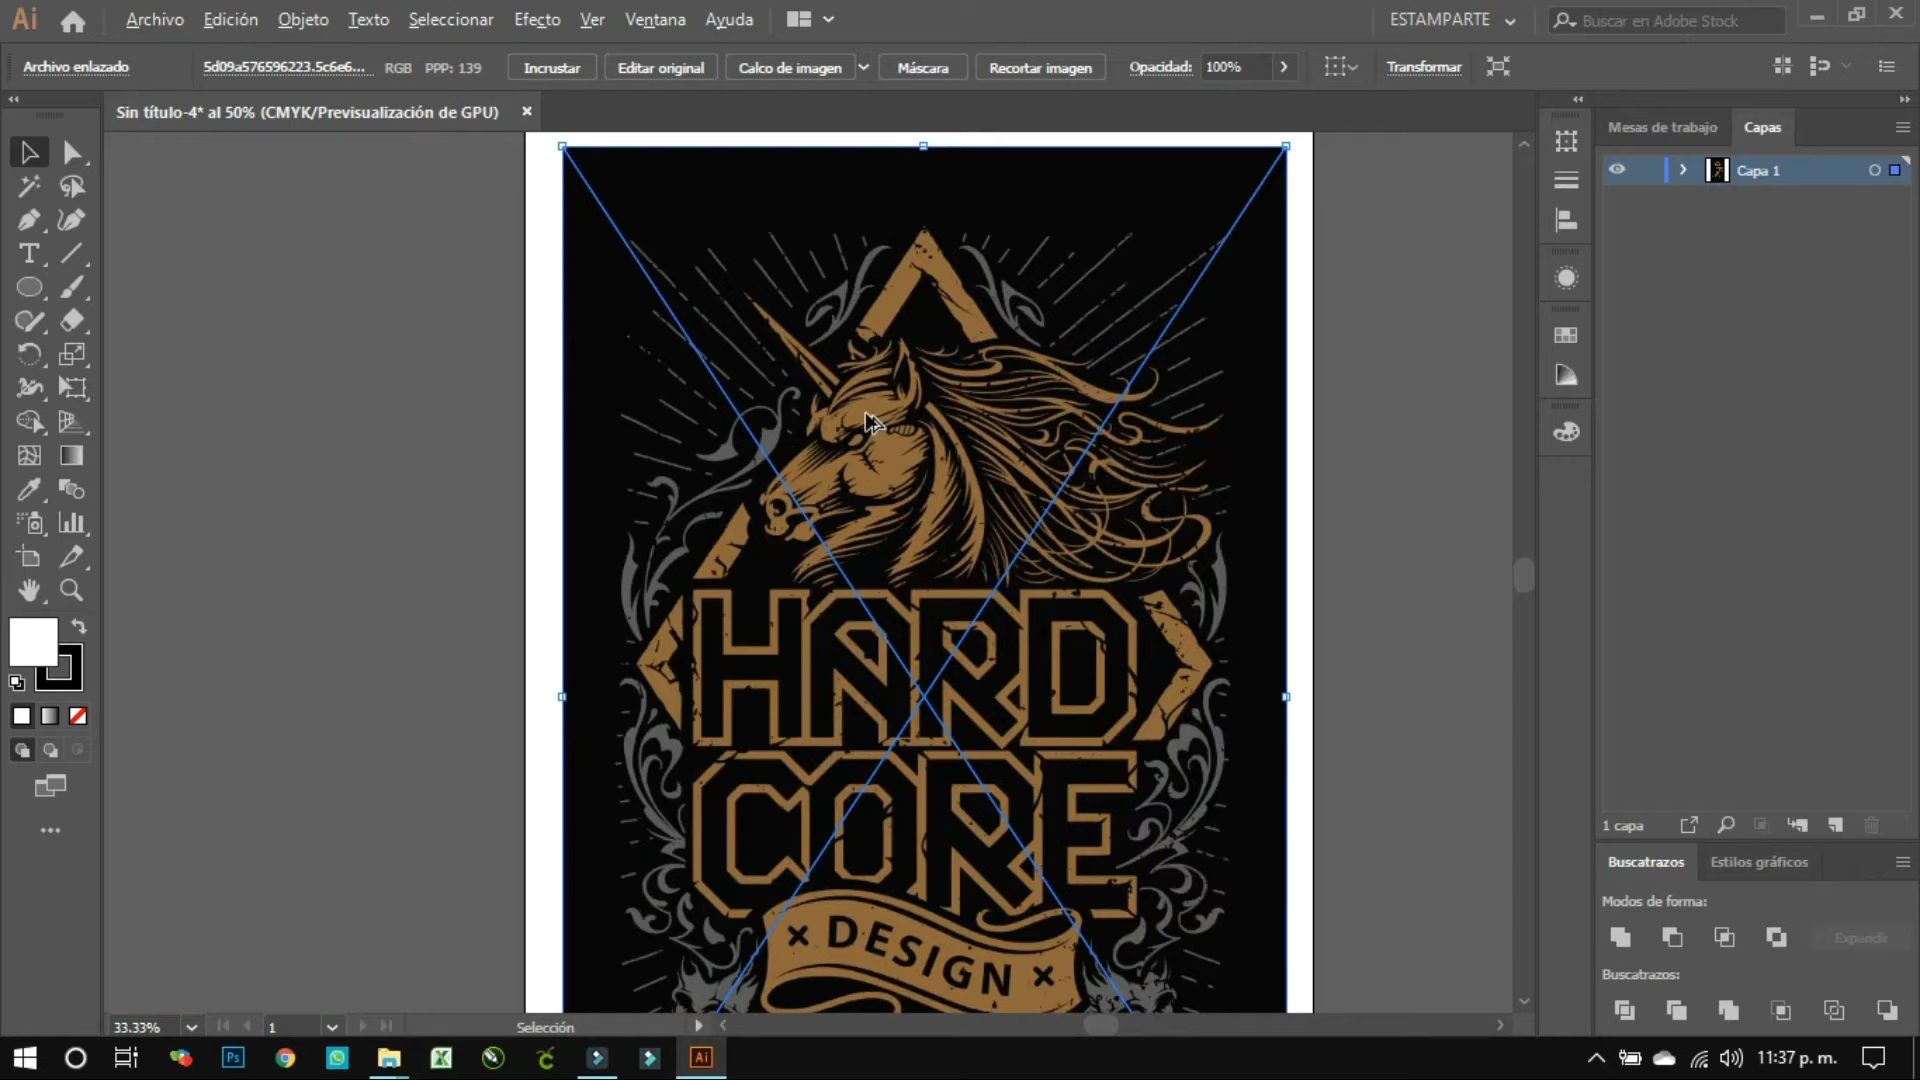 Ai Archivo Edición Objeto Texto Seleccionar Efecto Ver Ventana Ayuda ESTAMPARTE Buscar en Adobe Stock
Archivo enlazado 5d09a576596223.5c6e6... RGB PPP: 139 Incrustar Editar original Calco de imagen Máscara Recortar imagen Opacidad: 100% Transformar
Sin título-4* al 50% (CMYK/Previsualización de GPU)
Mesas de trabajo Capas
Capa 1
HARD
CORE
× DESIGN ×
1 capa
Buscatrazos Estilos gráficos
Modos de forma:
Expandir
Buscatrazos:
33.33% 1 Selección
Ps Ai 11:37 p. m.